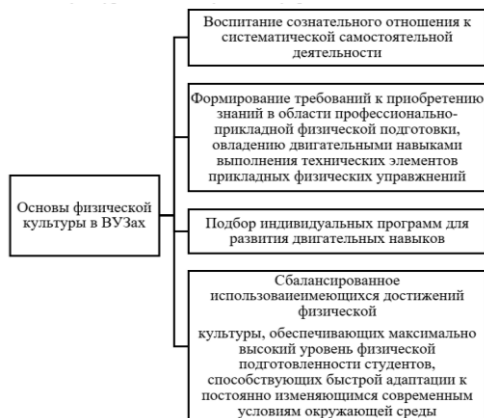 Воспитание сознательного отношения к
систематической самостоятельной
деятельности
Формирование требований к приобретению
знаний в области профессионально-
прикладной физической подготовки,
овладению двигательными навыками
выполнения технических элементов
прикладных физических управжнений
Основы физической
культуры в ВУЗах
Подбор индивидуальных программ для
развития двигательных навыков
Сбалансированное
использоваиеимеющихся достижений
физической
культуры, обеспечивающих максимально
высокий уровень физической
подготовленности студентов,
способствующих быстрой адаптации к
постоянно изменяющимся современным
условиям окружающей среды